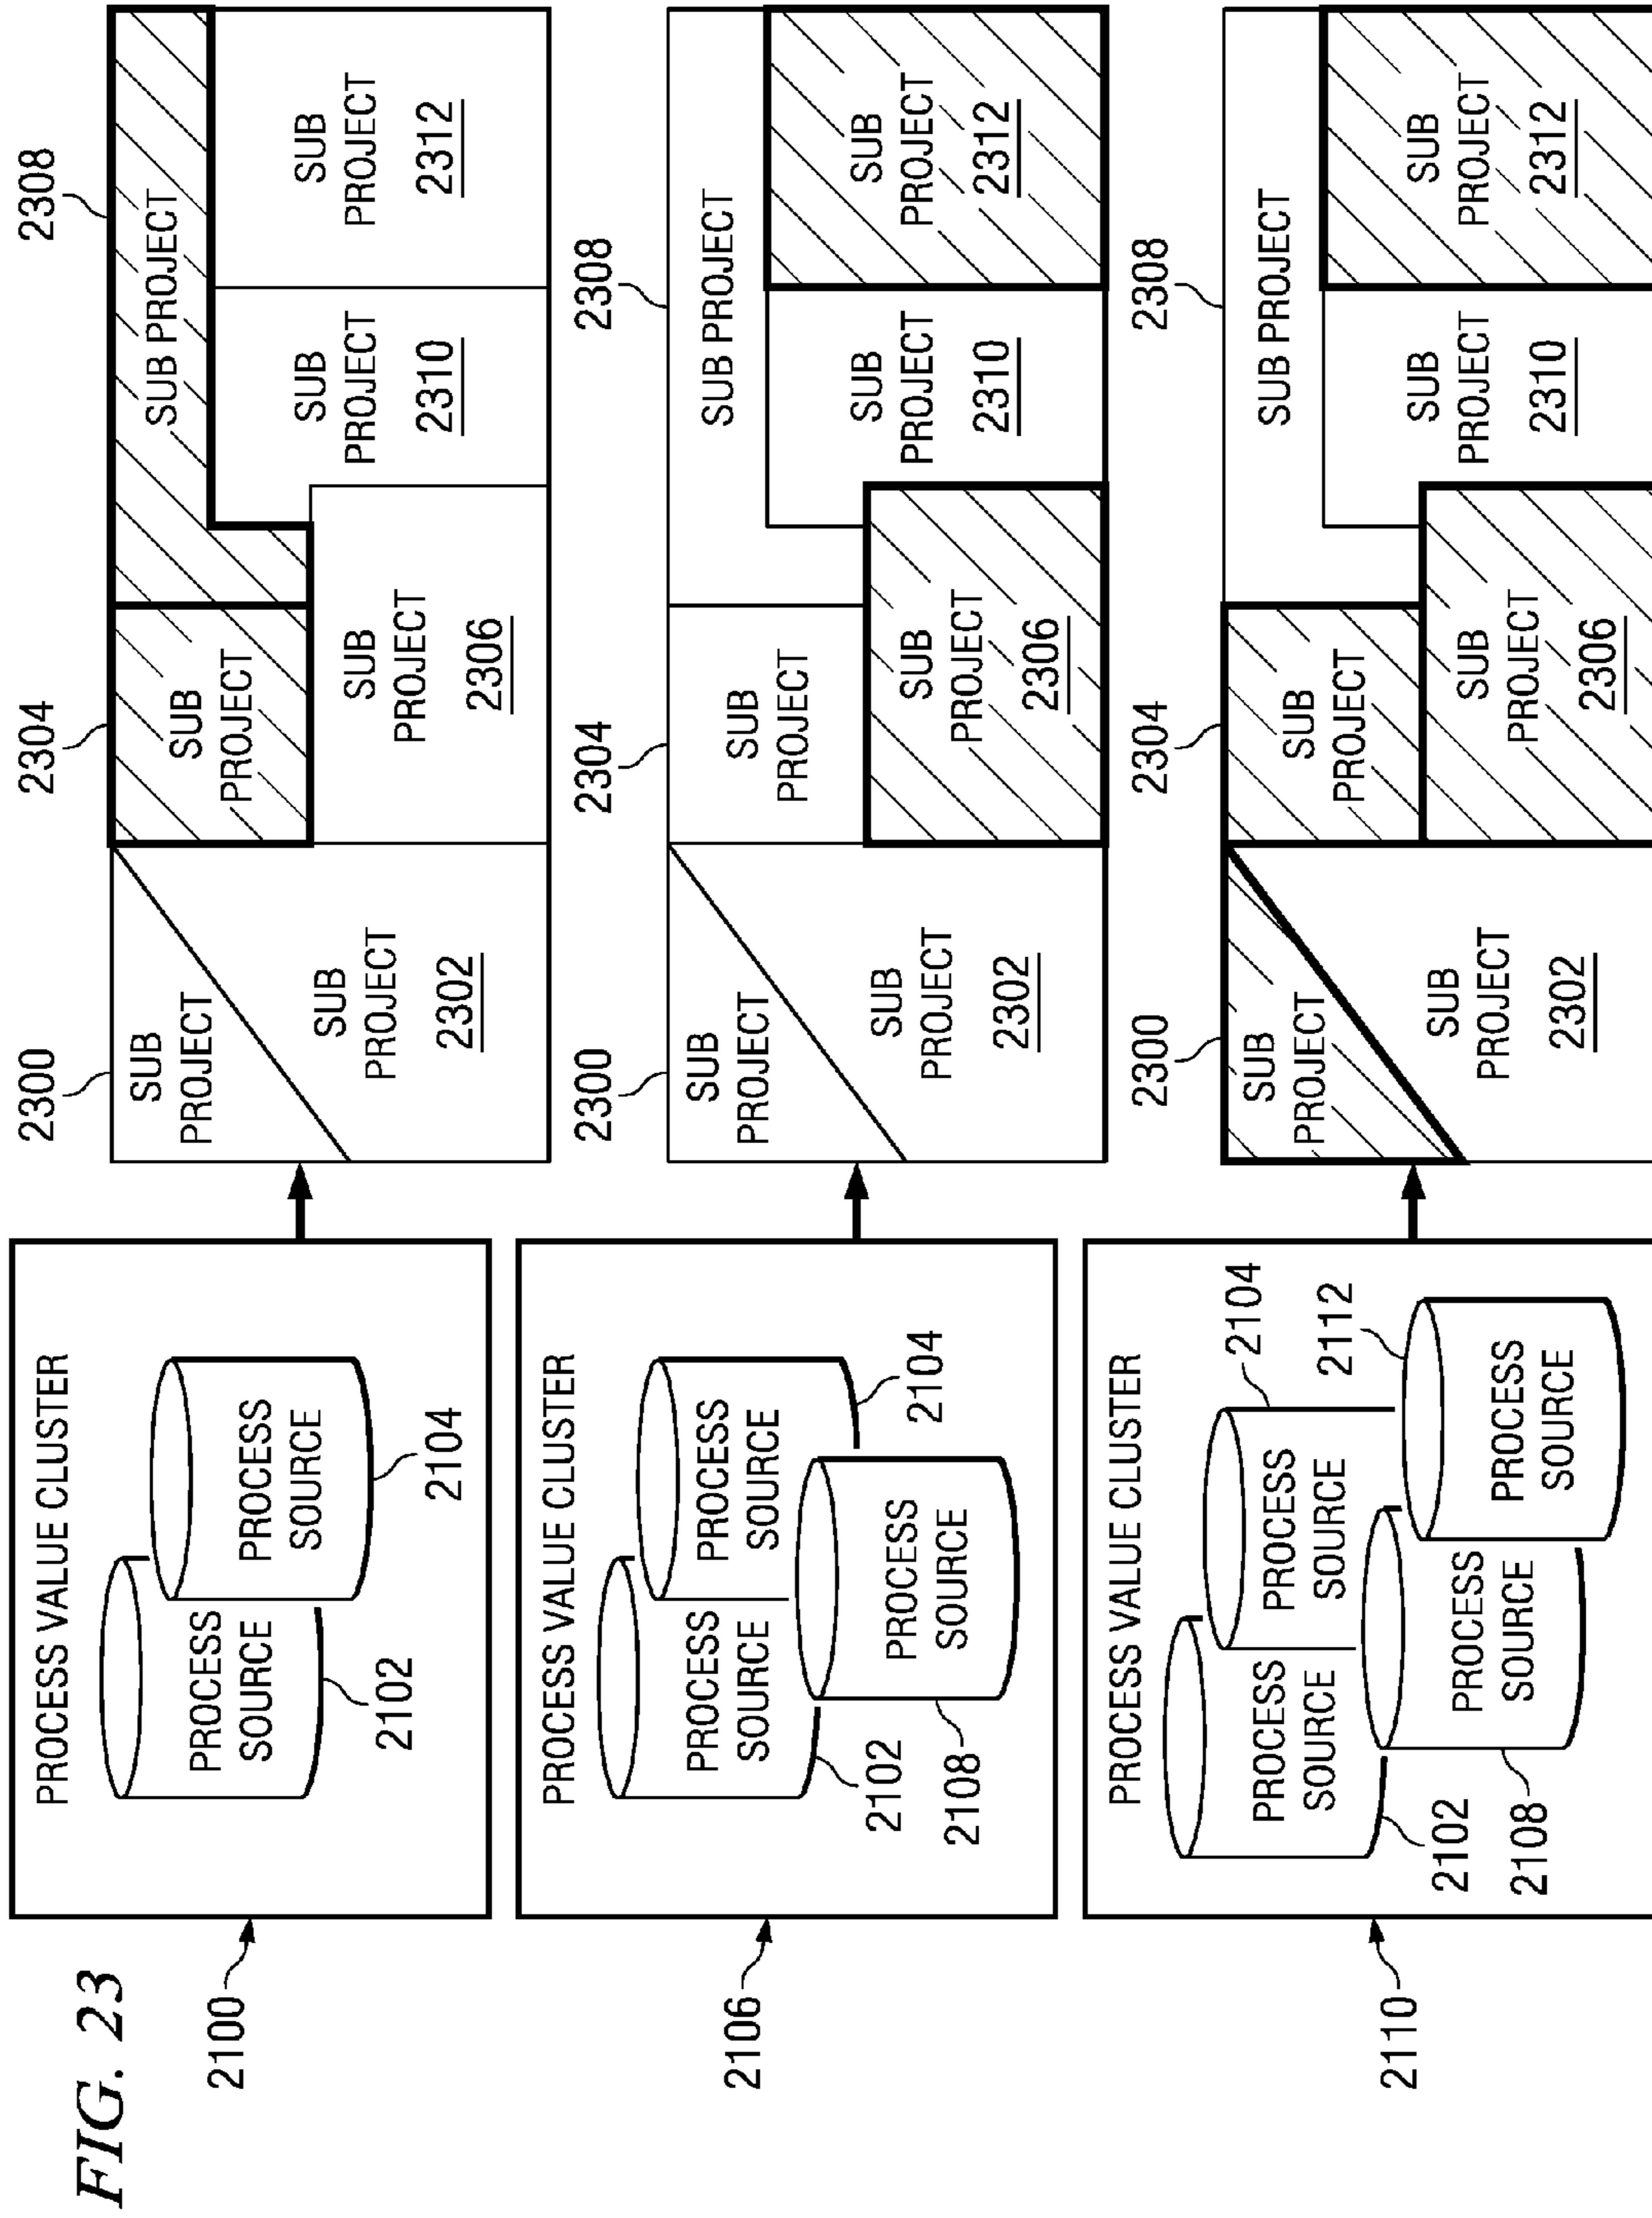 FIG. 23
2100
PROCESS VALUE CLUSTER
PROCESS
SOURCE
2102
PROCESS
SOURCE
2104
2300
SUB
PROJECT
SUB
PROJECT
2302
2304
SUB
PROJECT
SUB
PROJECT
2306
2308
SUB PROJECT
SUB
PROJECT
2310
SUB
PROJECT
2312
2106
PROCESS VALUE CLUSTER
PROCESS
SOURCE
2102
PROCESS
SOURCE
2104
PROCESS
SOURCE
2108
2300
SUB
PROJECT
SUB
PROJECT
2302
2304
SUB
PROJECT
SUB
PROJECT
2306
2308
SUB PROJECT
SUB
PROJECT
2310
SUB
PROJECT
2312
2110
PROCESS VALUE CLUSTER
PROCESS
SOURCE
2102
PROCESS
SOURCE
2104
PROCESS
SOURCE
2108
PROCESS
SOURCE
2112
2300
SUB
PROJECT
SUB
PROJECT
2302
2304
SUB
PROJECT
SUB
PROJECT
2306
2308
SUB PROJECT
SUB
PROJECT
2310
SUB
PROJECT
2312